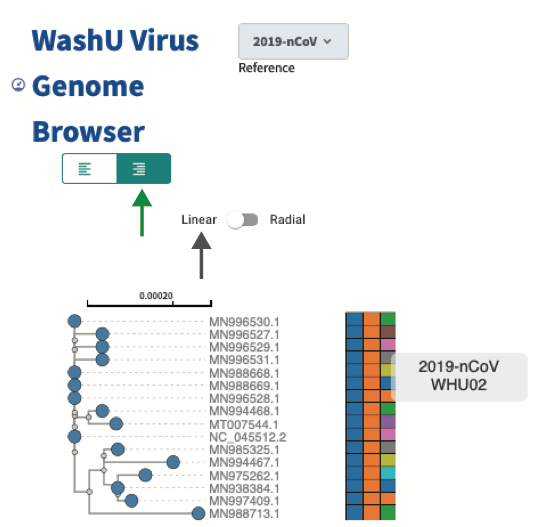 WashU Virus
Genome
Browser
2019-nCoV
Reference
Linear
Radial
0.00020
MN996530.1
MN996527.1
MN996529.1
MN996531.1
MN988668.1
MN988669.1
MN996528.1
MN994468.1
MT007544.1
NC_045512.2
MN985325.1
MN994467.1
MN975262.1
MN938384.1
MN997409.1
MN988713.1
2019-nCoV
WHU02